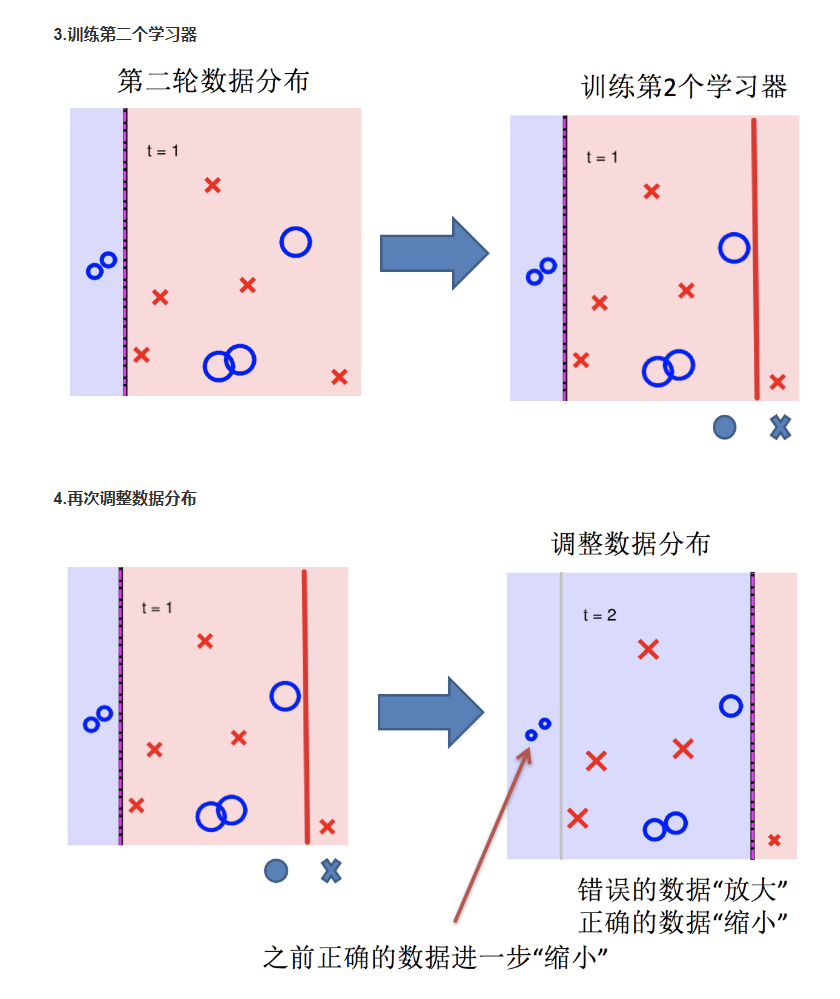 3.训练第二个学习器
第二轮数据分布
训练第2个学习器
t = 1
t = 1
4.再次调整数据分布
调整数据分布
t = 1
t = 2
错误的数据“放大”
正确的数据“缩小”
之前正确的数据进一步“缩小”